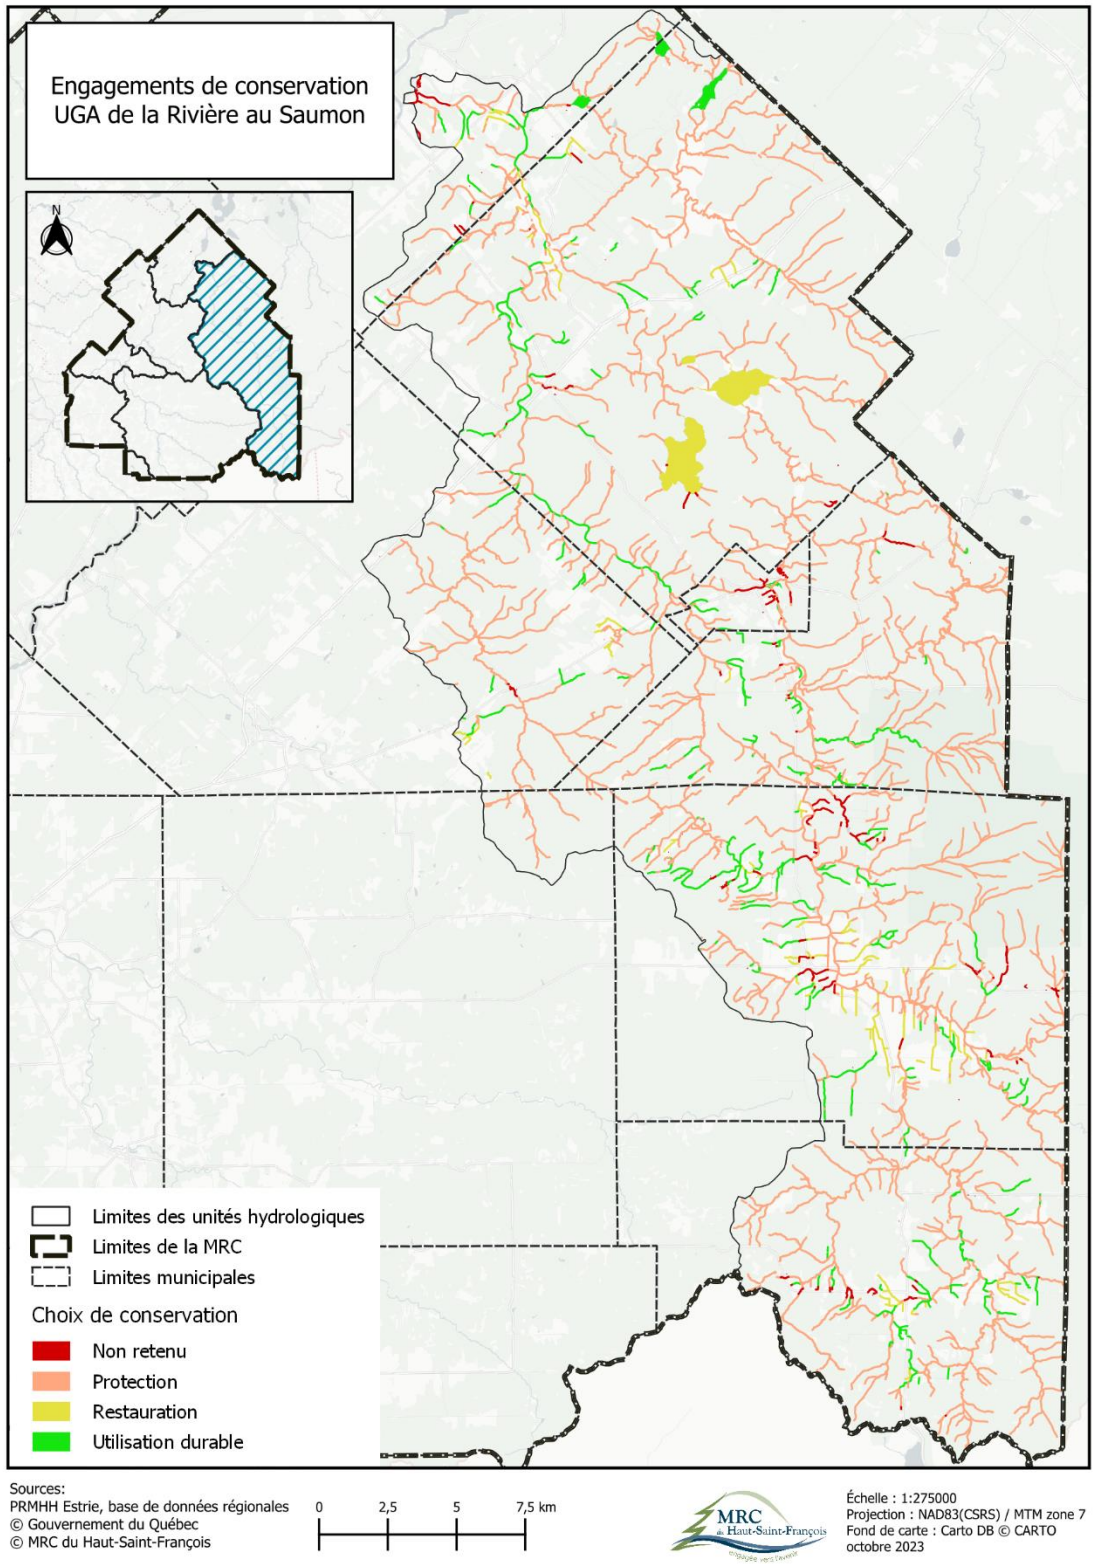 Engagements de conservation
UGA de la Rivière au Saumon
N
Limites des unités hydrologiques
Limites de la MRC
Limites municipales
Choix de conservation
Non retenu
Protection
Restauration
Utilisation durable
Sources:
PRMHH Estrie, base de données régionales
© Gouvernement du Québec
© MRC du Haut-Saint-François
0 2,5 5 7,5 km
MRC
du Haut-Saint-François
engagée vers l'avenir
Échelle : 1:275000
Projection : NAD83(CSRS) / MTM zone 7
Fond de carte : Carto DB © CARTO
octobre 2023